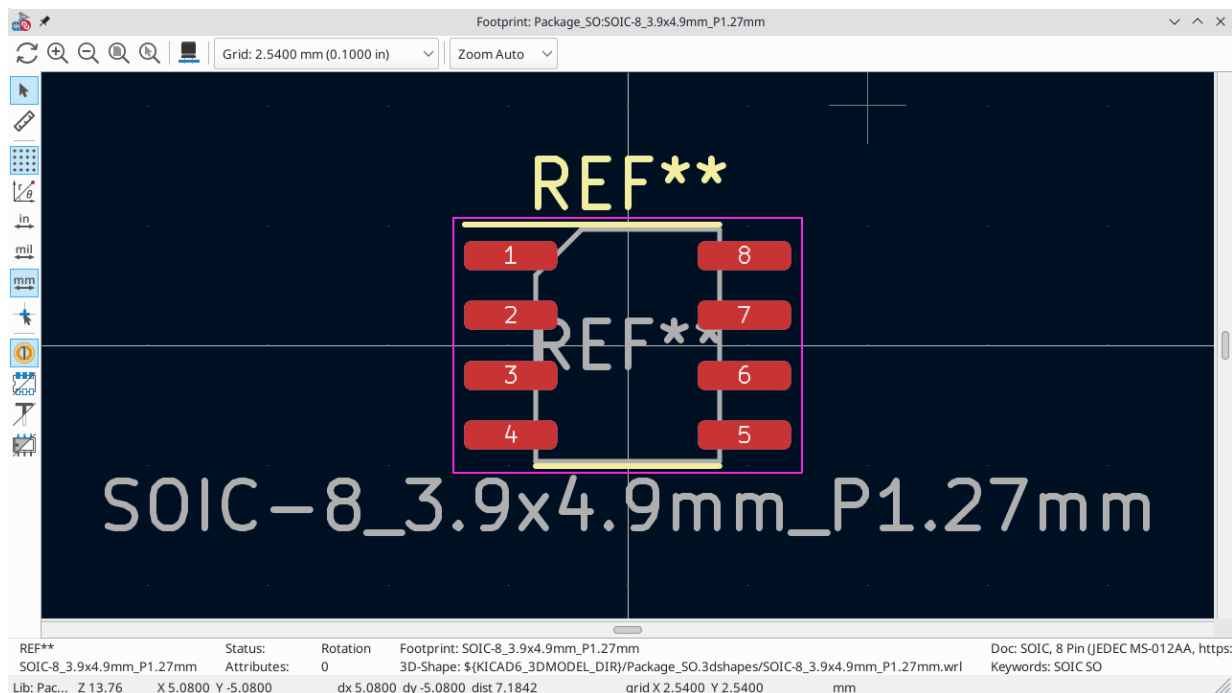 Footprint: Package_SO:SOIC-8_3.9x4.9mm_P1.27mm
Grid: 2.5400 mm (0.1000 in)
Zoom Auto
in
mil
mm
REF**
1
8
2
7
REF**
3
6
4
5
SOIC-8_3.9x4.9mm_P1.27mm
REF** Status: Rotation Footprint: SOIC-8_3.9x4.9mm_P1.27mm Doc: SOIC, 8 Pin (JEDEC MS-012AA, https:
SOIC-8_3.9x4.9mm_P1.27mm Attributes: 0 3D-Shape: ${KICAD6_3DMODEL_DIR}/Package_SO.3dshapes/SOIC-8_3.9x4.9mm_P1.27mm.wrl Keywords: SOIC SO
Lib: Pac... Z 13.76 X 5.0800 Y -5.0800 dx 5.0800 dy -5.0800 dist 7.1842 grid X 2.5400 Y 2.5400 mm